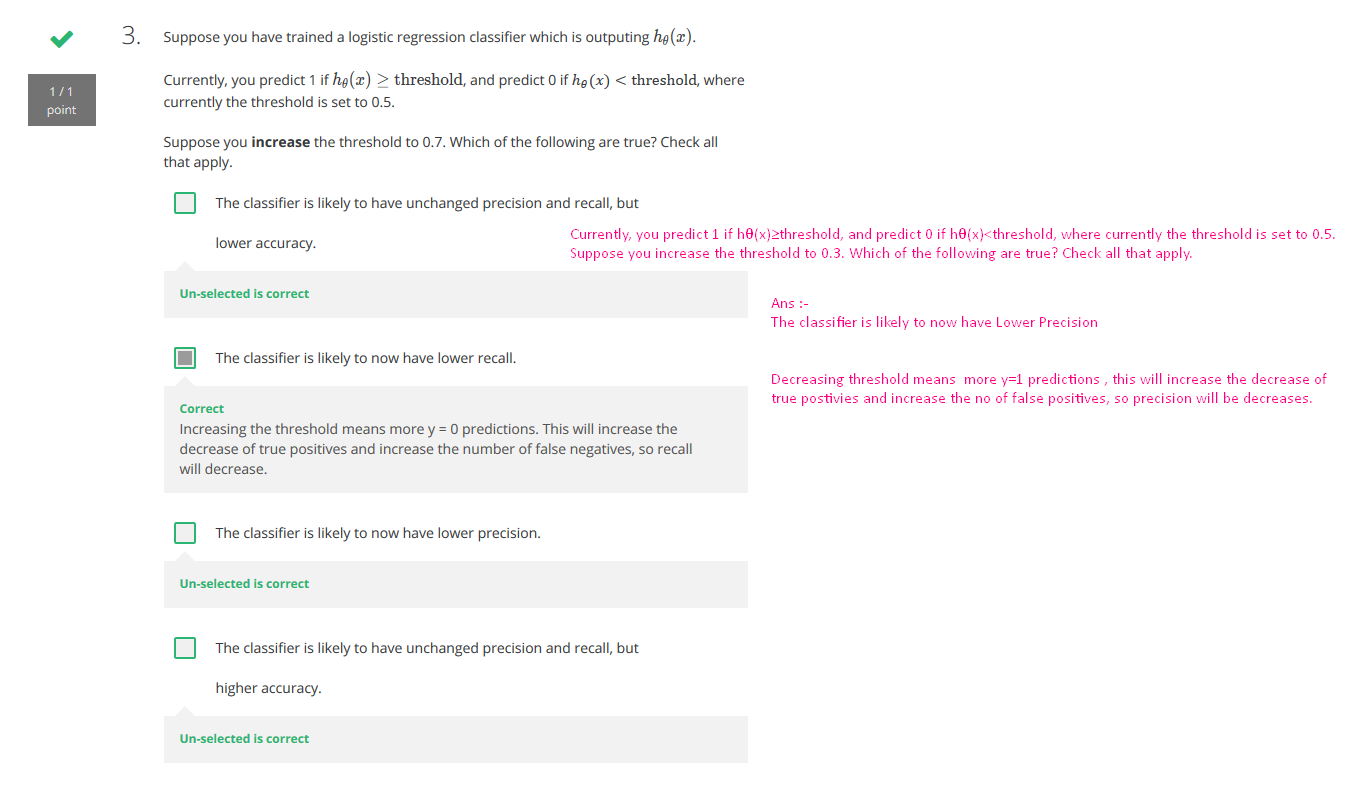 3. Suppose you have trained a logistic regression classifier which is outputing hθ(x).
1 / 1
point
Currently, you predict 1 if hθ(x) ≥ threshold, and predict 0 if hθ(x) < threshold, where
currently the threshold is set to 0.5.
Suppose you increase the threshold to 0.7. Which of the following are true? Check all
that apply.
The classifier is likely to have unchanged precision and recall, but
lower accuracy.
Currently, you predict 1 if hθ(x)≥threshold, and predict 0 if hθ(x)<threshold, where currently the threshold is set to 0.5.
Suppose you increase the threshold to 0.3. Which of the following are true? Check all that apply.
Un-selected is correct
Ans :-
The classifier is likely to now have Lower Precision
The classifier is likely to now have lower recall.
Decreasing threshold means more y=1 predictions , this will increase the decrease of
true postivies and increase the no of false positives, so precision will be decreases.
Correct
Increasing the threshold means more y = 0 predictions. This will increase the
decrease of true positives and increase the number of false negatives, so recall
will decrease.
The classifier is likely to now have lower precision.
Un-selected is correct
The classifier is likely to have unchanged precision and recall, but
higher accuracy.
Un-selected is correct